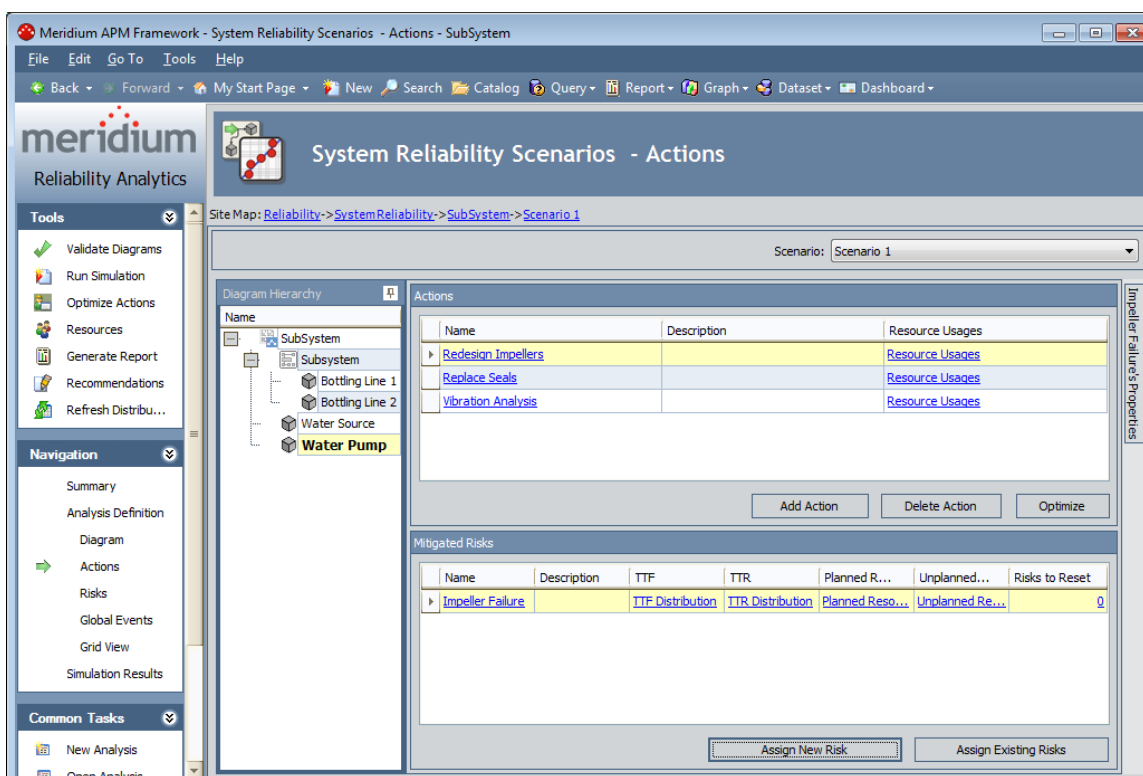 Meridium APM Framework - System Reliability Scenarios - Actions - SubSystem
File Edit Go To Tools Help
Back Forward My Start Page New Search Catalog Query Report Graph Dataset Dashboard
meridium
Reliability Analytics
System Reliability Scenarios - Actions
Site Map: Reliability->SystemReliability->SubSystem->Scenario 1
Scenario: Scenario 1
Tools
Validate Diagrams
Run Simulation
Optimize Actions
Resources
Generate Report
Recommendations
Refresh Distribu...
Navigation
Summary
Analysis Definition
Diagram
Actions
Risks
Global Events
Grid View
Simulation Results
Common Tasks
New Analysis
Open Analysis
Diagram Hierarchy
Name
SubSystem
Subsystem
Bottling Line 1
Bottling Line 2
Water Source
Water Pump
Actions
Name Description Resource Usages
Redesign Impellers Resource Usages
Replace Seals Resource Usages
Vibration Analysis Resource Usages
Add Action Delete Action Optimize
Mitigated Risks
Name Description TTF TTR Planned R... Unplanned... Risks to Reset
Impeller Failure TTF Distribution TTR Distribution Planned Reso... Unplanned Re... 0
Assign New Risk Assign Existing Risks
Impeller Failure's Properties